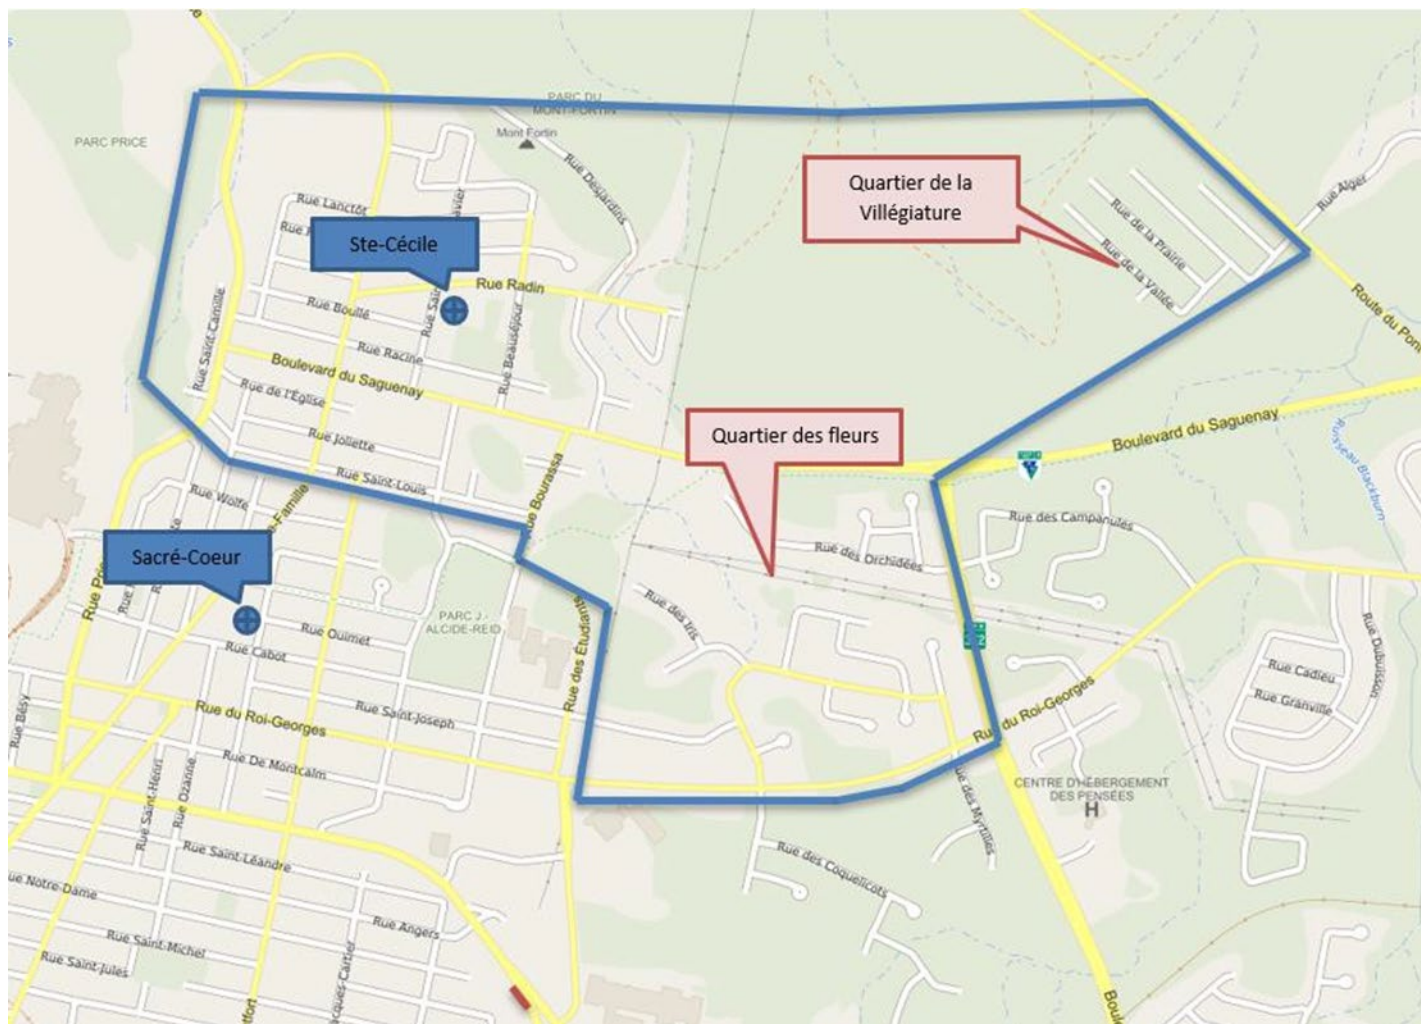 PARC DU
MONT-FORTIN
PARC PRICE
Mont Fortin
Rue Desjardins
Quartier de la
Villégiature
Rue Alger
Rue Lanctôt
Rue de la Prairie
Rue de la Vallée
Ste-Cécile
Rue Radin
Rue Boullé
Rue Beauséjour
Route du Pont
Rue Saint-Camille
Rue Racine
Boulevard du Saguenay
Rue de l'Église
Quartier des fleurs
Boulevard du Saguenay
Ruisseau Blackburn
Rue Joliette
Rue Saint-Louis
Rue Bourassa
Rue Wolfe
Rue des Campanules
Sacré-Coeur
Rue des Orchidées
Rue des Iris
PARC J.-
ALCIDE-REID
Rue des Étudiants
Rue Ouimet
Rue Cabot
Rue Dubuisson
Rue Cadieu
Rue Granville
Rue Bésy
Rue Saint-Joseph
Rue du Roi-Georges
Rue du Roi-Georges
Rue De Montcalm
Rue Saint-Henri
Rue Ozanne
CENTRE D'HÉBERGEMENT
DES PENSÉES
H
Rue des Myrtilles
Rue Saint-Léandre
Rue des Coquelicots
ue Notre-Dame
Rue Angers
Rue Saint-Michel
Rue Saint-Jules
acques-Cartier
tfort
Boule